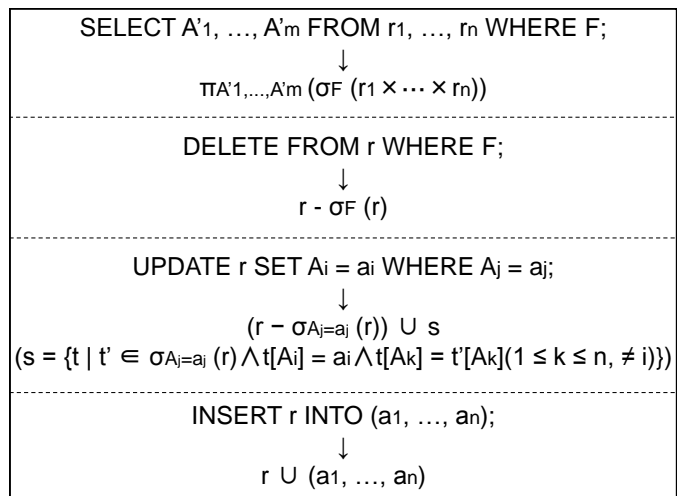 SELECT A'1, …, A'm FROM r1, …, rn WHERE F;
↓
πA'1,…,A'm (σF (r1 × ⋯ × rn))
DELETE FROM r WHERE F;
↓
r - σF (r)
UPDATE r SET Ai = ai WHERE Aj = aj;
↓
(r − σAj=aj (r)) ∪ s
(s = {t | t' ∈ σAj=aj (r)⋀t[Ai] = ai⋀t[Ak] = t'[Ak](1 ≤ k ≤ n, ≠ i)})
INSERT r INTO (a1, …, an);
↓
r ∪ (a1, …, an)